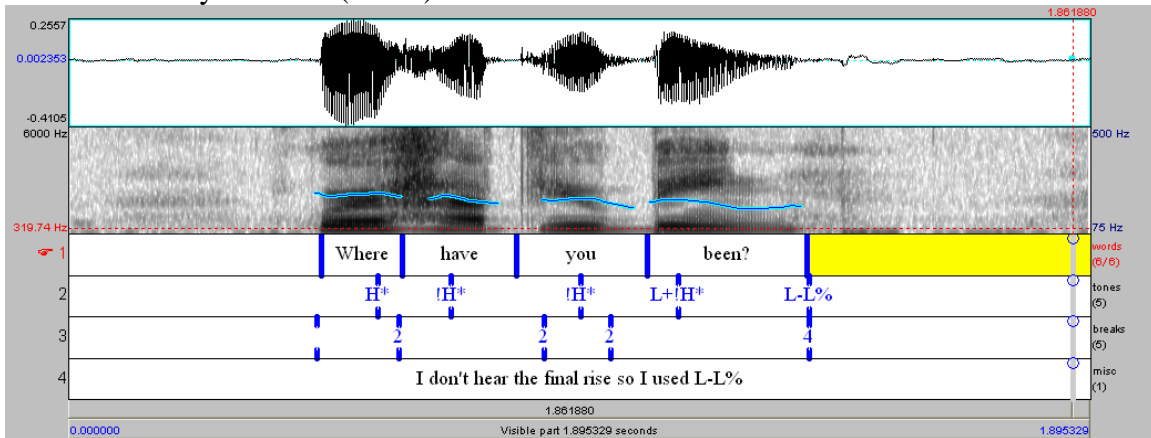 1.861880
0.2557
0.002353
-0.4105
6000 Hz 500 Hz
319.74 Hz 75 Hz
1 Where have you been? words (6/6)
2 H* !H* !H* L+!H* L-L% tones (5)
3 2 2 2 4 breaks (5)
4 I don't hear the final rise so I used L-L% misc (1)
1.861880
0.000000 Visible part 1.895329 seconds 1.895329